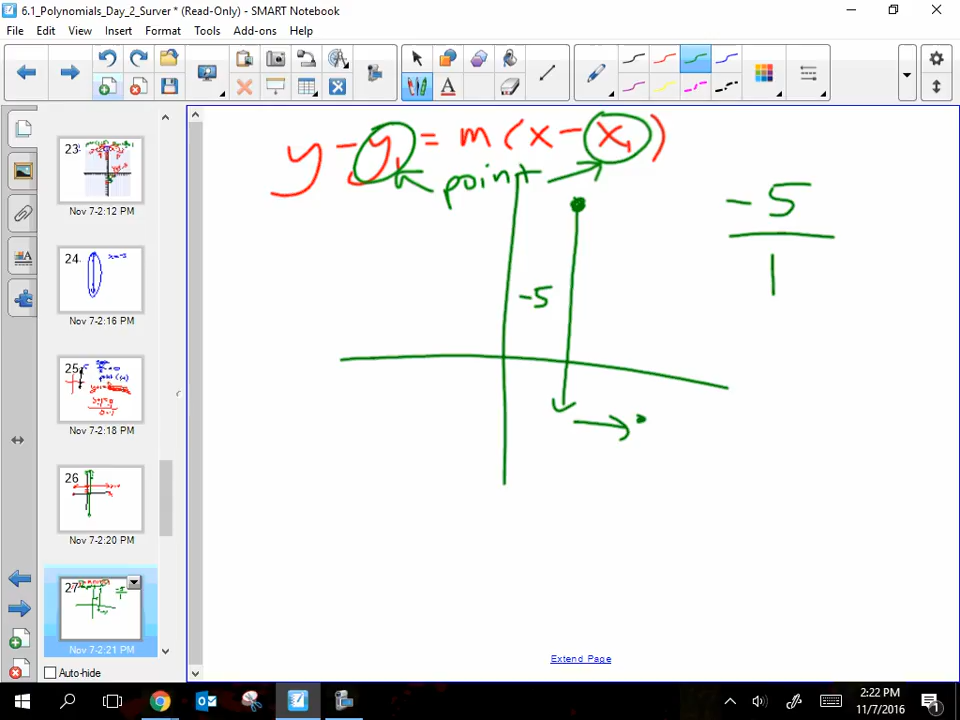 6.1_Polynomials_Day_2_Surver * (Read-Only) - SMART Notebook
File Edit View Insert Format Tools Add-ons Help
y - y₁ = m(x - x₁)
point
-5
1
-5
23
Nov 7-2:12 PM
24
x=-5
Nov 7-2:16 PM
25
Nov 7-2:18 PM
26
Nov 7-2:20 PM
27
Nov 7-2:21 PM
Auto-hide
Extend Page
2:22 PM
11/7/2016
1